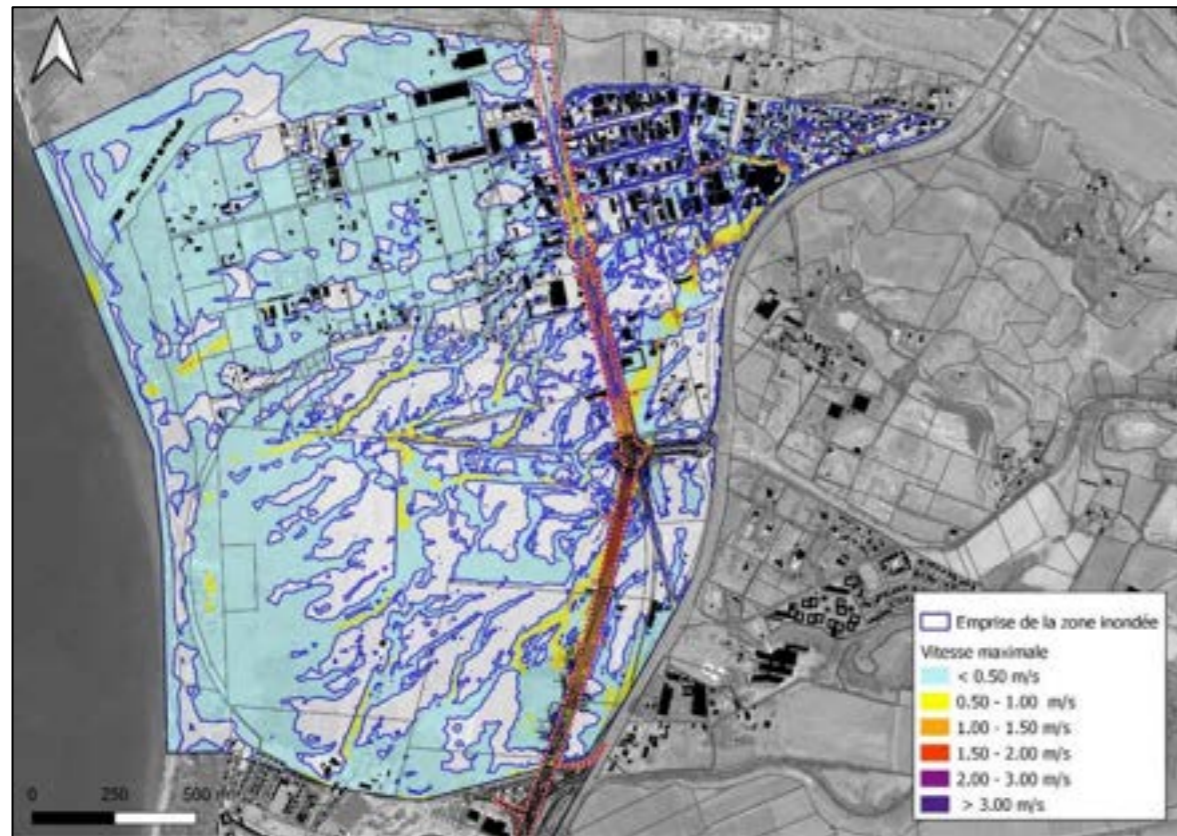 Emprise de la zone inondée
Vitesse maximale
< 0.50 m/s
0.50 - 1.00 m/s
1.00 - 1.50 m/s
1.50 - 2.00 m/s
2.00 - 3.00 m/s
> 3.00 m/s
0 250 500 m